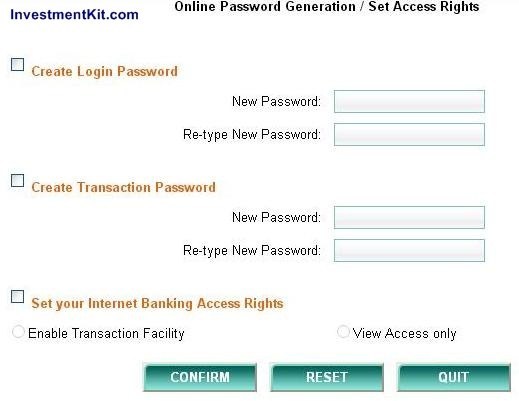 Online Password Generation / Set Access Rights
InvestmentKit.com
Create Login Password
New Password:
Re-type New Password:
Create Transaction Password
New Password:
Re-type New Password:
Set your Internet Banking Access Rights
Enable Transaction Facility View Access only
CONFIRM RESET QUIT